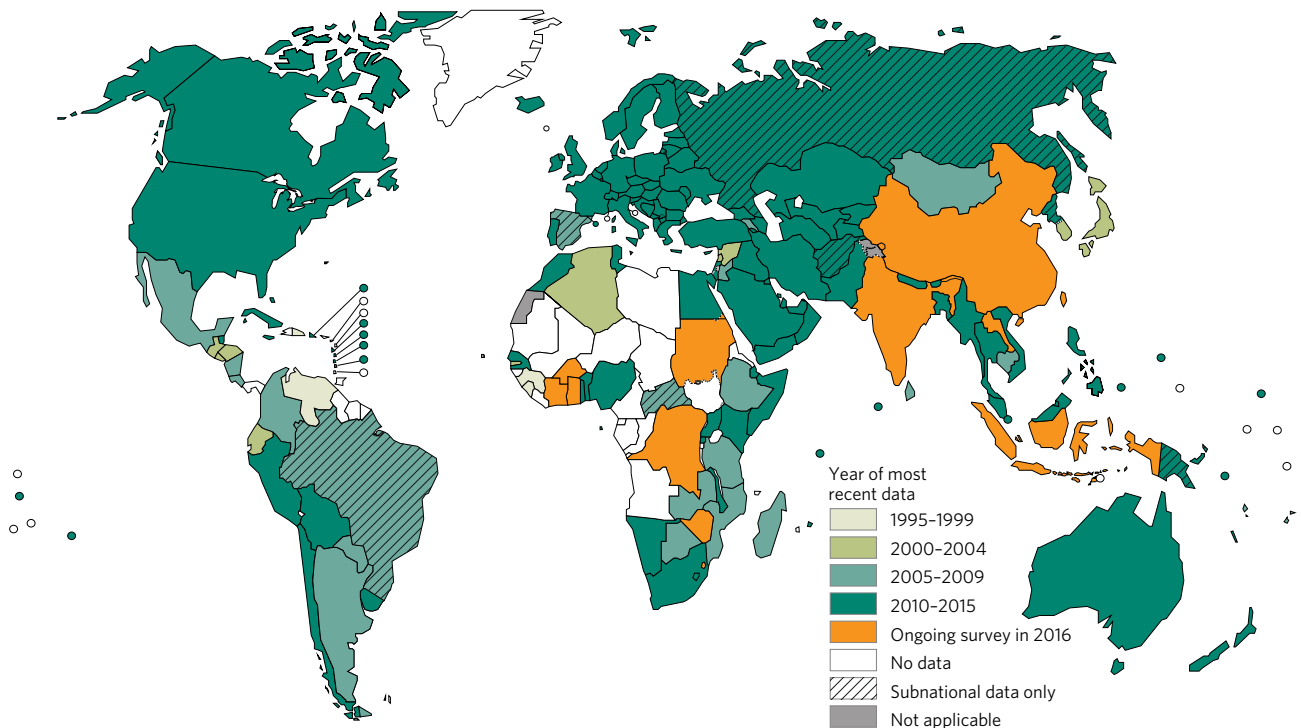 Year of most
recent data
1995–1999
2000–2004
2005–2009
2010–2015
Ongoing survey in 2016
No data
Subnational data only
Not applicable